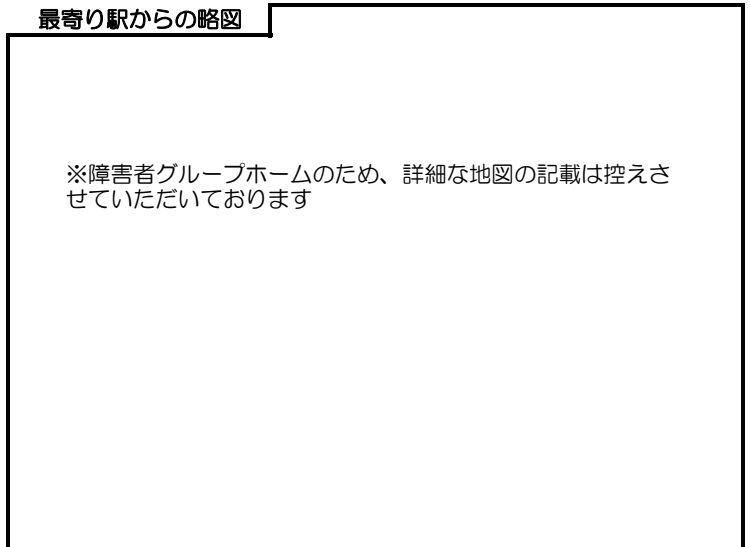 最寄り駅からの略図
※障害者グループホームのため、詳細な地図の記載は控えさ
せていただいております